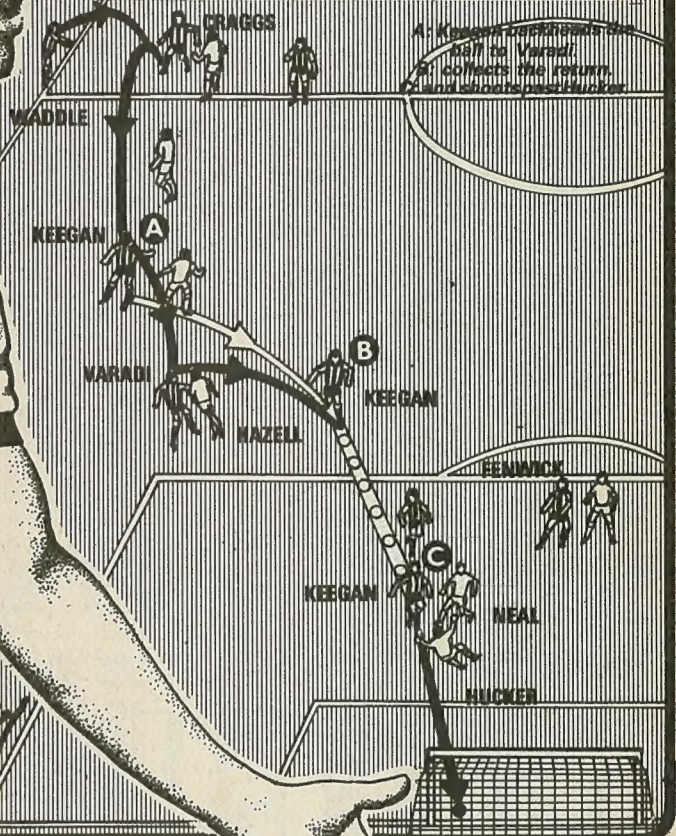 CRAGGS
A: Keegan backheads the
ball to Varadi.
B: collects the return.
C: and shoots past Hucker.
WADDLE
KEEGAN
A
B
VARADI
KEEGAN
HAZELL
FENWICK
C
KEEGAN
NEAL
HUCKER